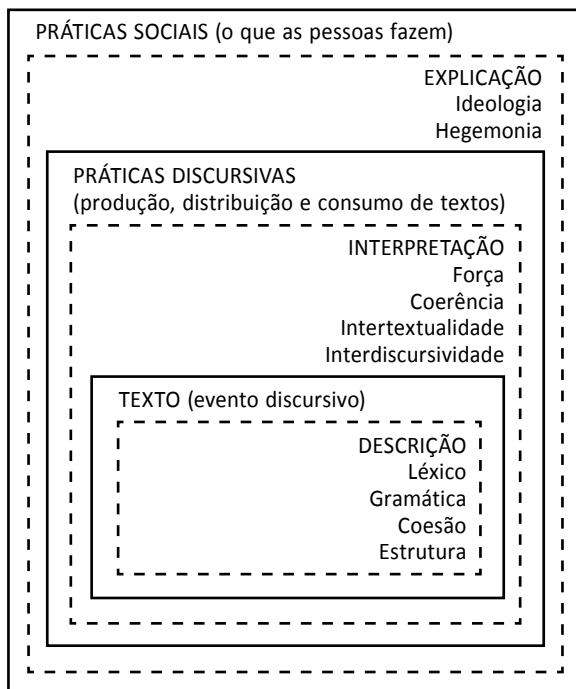 PRÁTICAS SOCIAIS (o que as pessoas fazem)
EXPLICAÇÃO
Ideologia
Hegemonia
PRÁTICAS DISCURSIVAS
(produção, distribuição e consumo de textos)
INTERPRETAÇÃO
Força
Coerência
Intertextualidade
Interdiscursividade
TEXTO (evento discursivo)
DESCRIÇÃO
Léxico
Gramática
Coesão
Estrutura